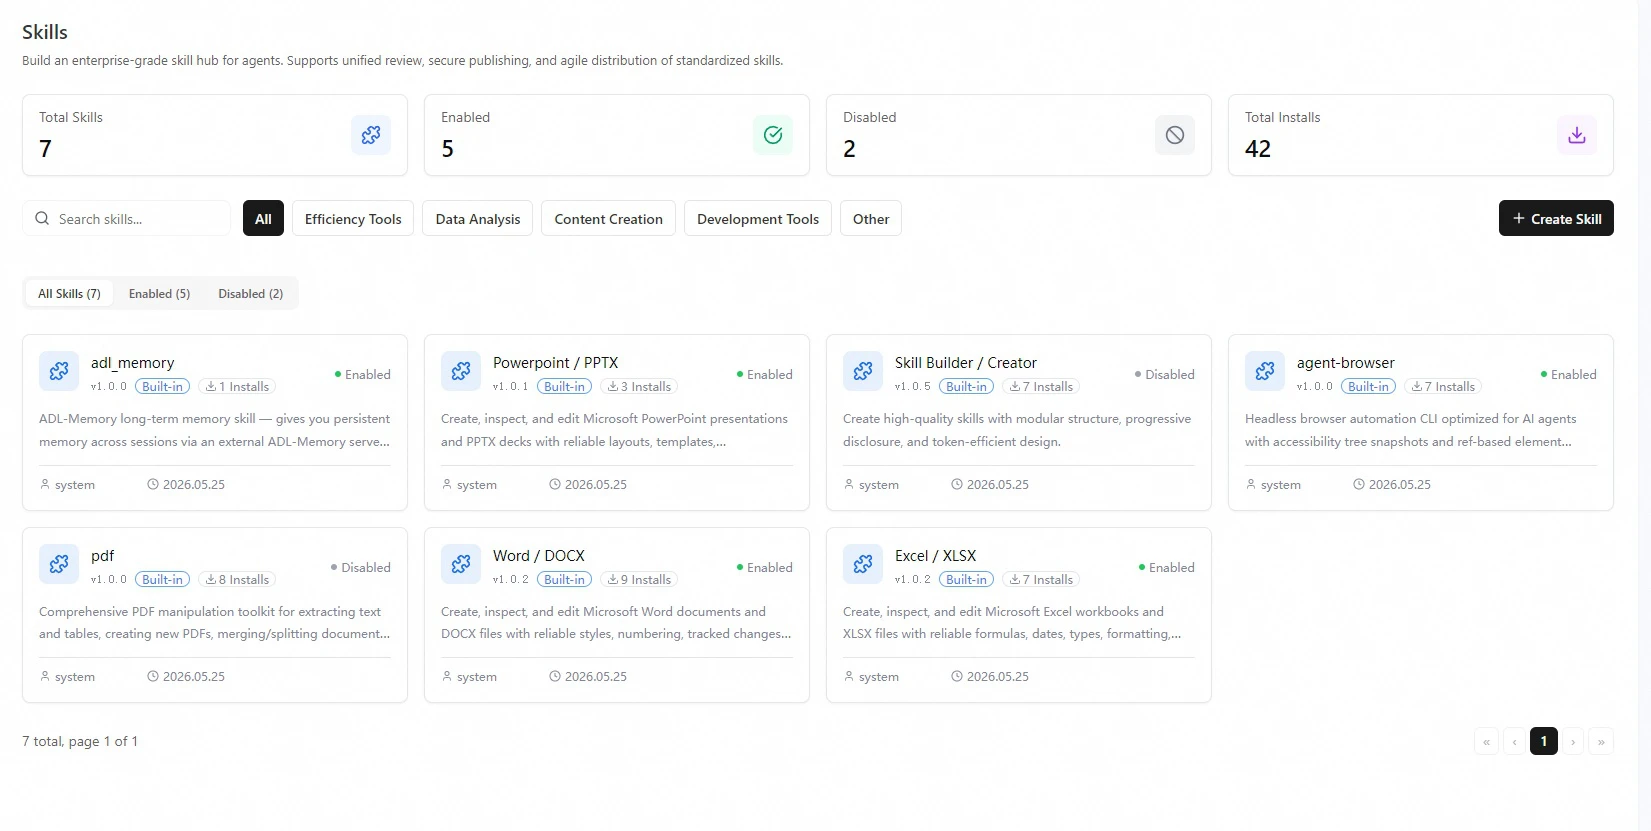 Skills
Build an enterprise-grade skill hub for agents. Supports unified review, secure publishing, and agile distribution of standardized skills.
Total Skills
7
Enabled
5
Disabled
2
Total Installs
42
Search skills...
All
Efficiency Tools
Data Analysis
Content Creation
Development Tools
Other
+ Create Skill
All Skills (7)
Enabled (5)
Disabled (2)
adl_memory
v1.0.0 Built-in 1 Installs
Enabled
ADL-Memory long-term memory skill — gives you persistent
memory across sessions via an external ADL-Memory serve...
system 2026.05.25
Powerpoint / PPTX
v1.0.1 Built-in 3 Installs
Enabled
Create, inspect, and edit Microsoft PowerPoint presentations
and PPTX decks with reliable layouts, templates,...
system 2026.05.25
Skill Builder / Creator
v1.0.5 Built-in 7 Installs
Disabled
Create high-quality skills with modular structure, progressive
disclosure, and token-efficient design.
system 2026.05.25
agent-browser
v1.0.0 Built-in 7 Installs
Enabled
Headless browser automation CLI optimized for AI agents
with accessibility tree snapshots and ref-based element...
system 2026.05.25
pdf
v1.0.0 Built-in 8 Installs
Disabled
Comprehensive PDF manipulation toolkit for extracting text
and tables, creating new PDFs, merging/splitting document...
system 2026.05.25
Word / DOCX
v1.0.2 Built-in 9 Installs
Enabled
Create, inspect, and edit Microsoft Word documents and
DOCX files with reliable styles, numbering, tracked changes...
system 2026.05.25
Excel / XLSX
v1.0.2 Built-in 7 Installs
Enabled
Create, inspect, and edit Microsoft Excel workbooks and
XLSX files with reliable formulas, dates, types, formatting,...
system 2026.05.25
7 total, page 1 of 1
« ‹ 1 › »